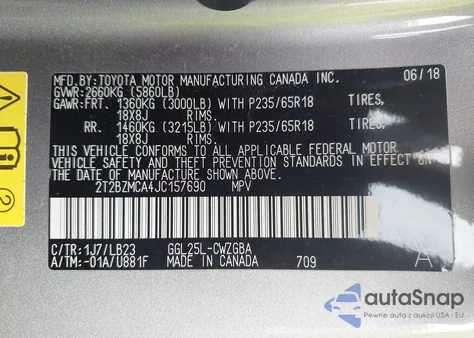 MFD.BY:TOYOTA MOTOR MANUFACTURING CANADA INC. 06/18
GVWR:2660KG (5860LB)
GAWR:FRT. 1360KG (3000LB) WITH P235/65R18 TIRES,
18X8J RIMS.
RR. 1460KG (3215LB) WITH P235/65R18 TIRES,
18X8J RIMS.
THIS VEHICLE CONFORMS TO ALL APPLICABLE FEDERAL MOTOR
VEHICLE SAFETY AND THEFT PREVENTION STANDARDS IN EFFECT ON
THE DATE OF MANUFACTURE SHOWN ABOVE.
2T2BZMCA4JC157690 MPV
C/TR:1J7/LB23 GGL25L-CWZGBA
A/TM:-01A/U881F MADE IN CANADA 709 A
2
autoSnap
Pewne auta z aukcji USA - EU